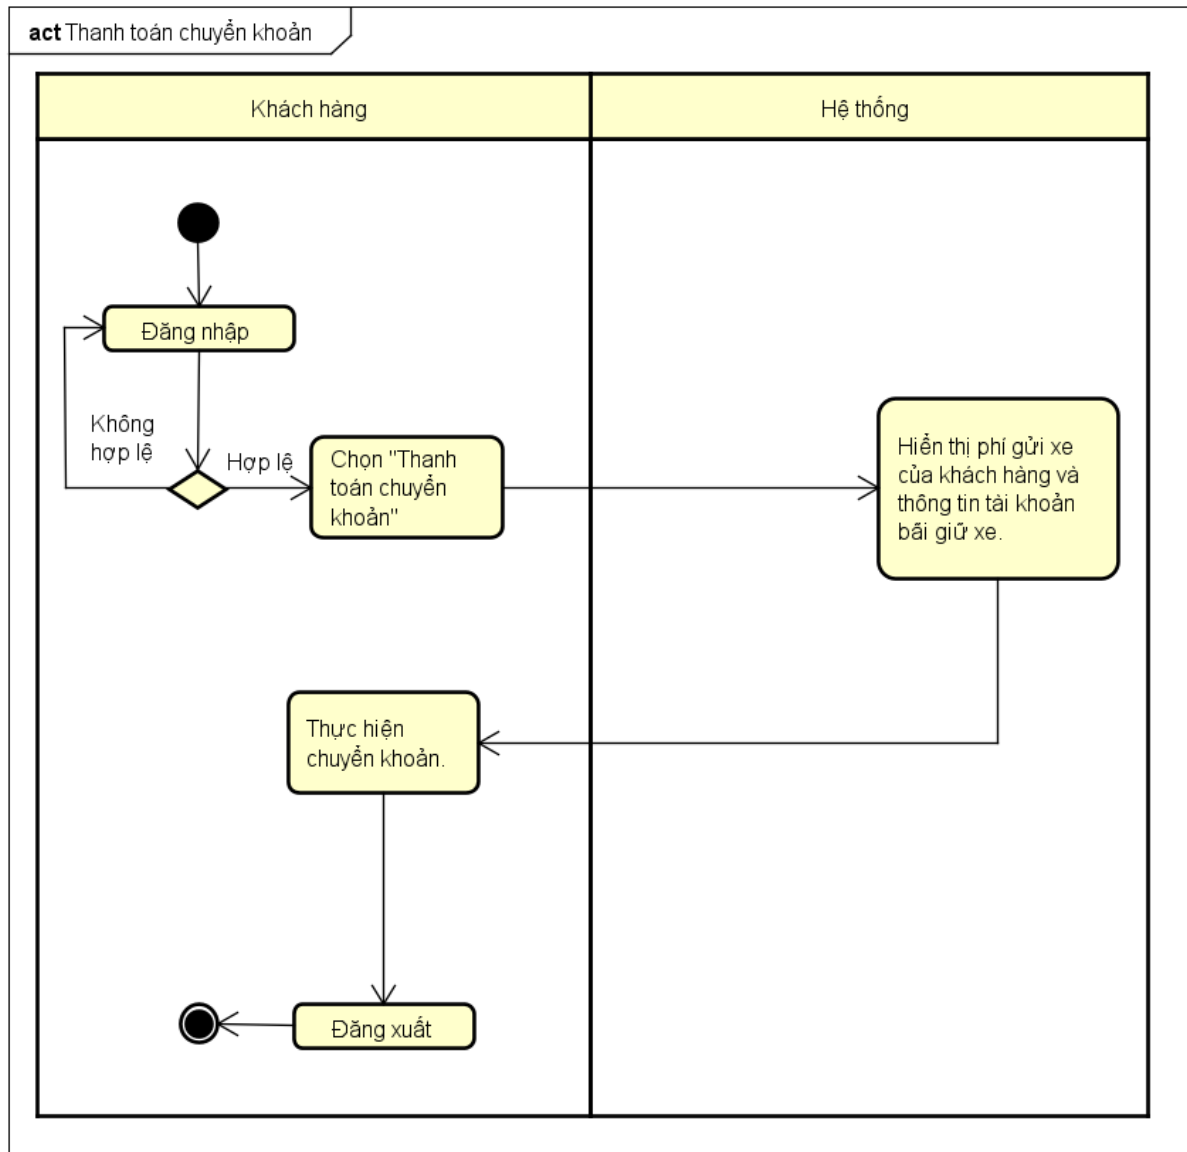 act Thanh toán chuyển khoản
Khách hàng
Hệ thống
Đăng nhập
Không
hợp lệ
Hợp lệ
Chọn "Thanh
toán chuyển
khoản"
Hiển thị phí gửi xe
của khách hàng và
thông tin tài khoản
bãi giữ xe.
Thực hiện
chuyển khoản.
Đăng xuất